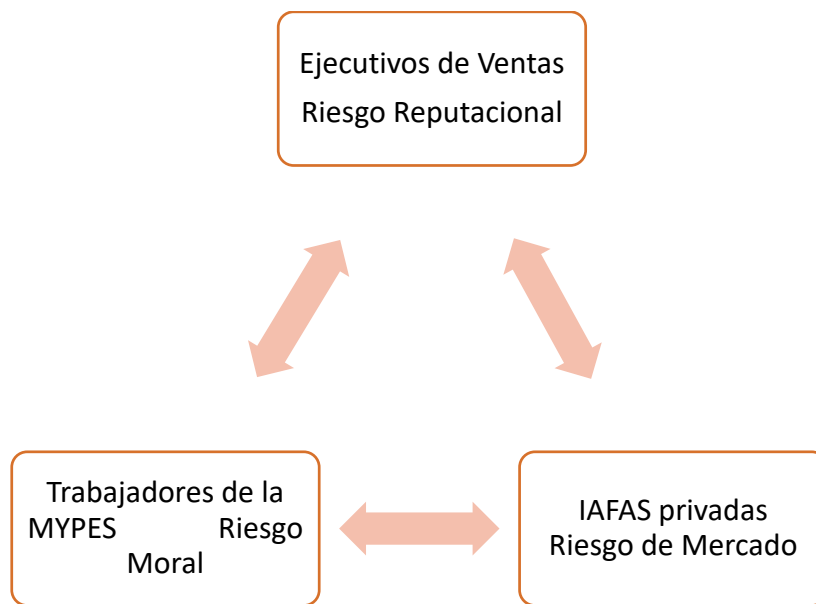 Ejecutivos de Ventas
Riesgo Reputacional
Trabajadores de la
MYPES Riesgo
Moral
IAFAS privadas
Riesgo de Mercado